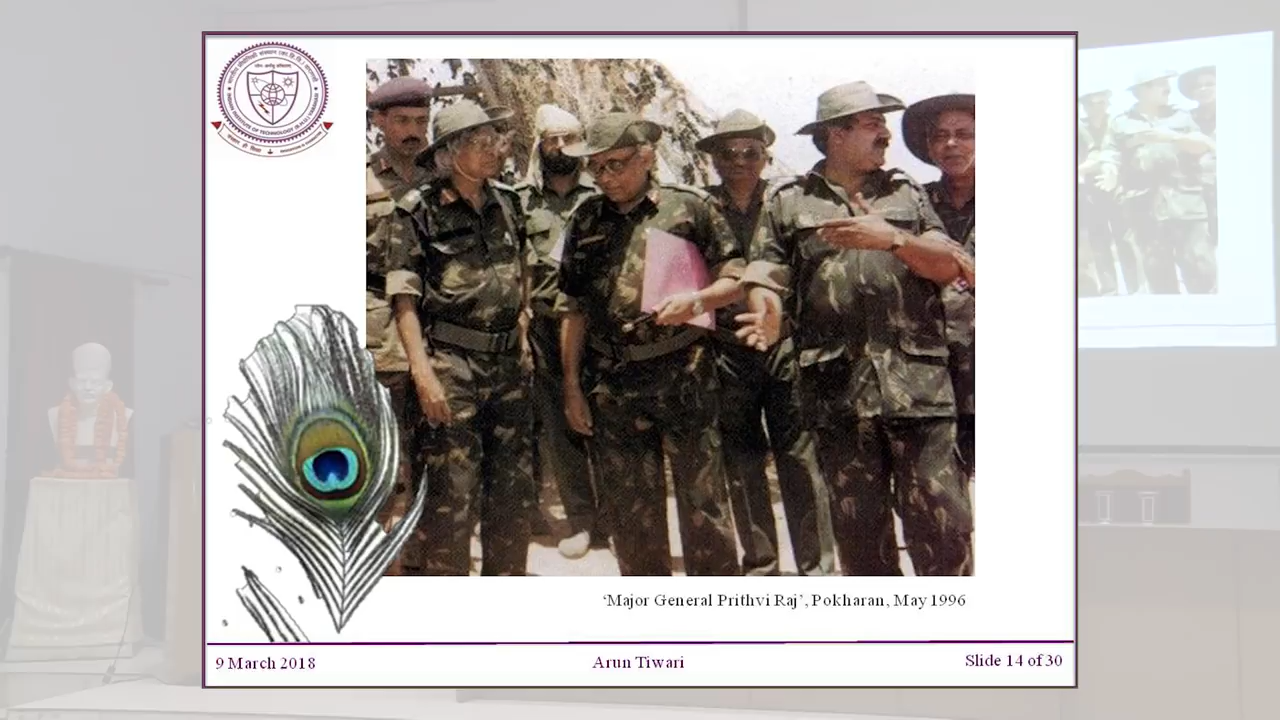 ‘Major General Prithvi Raj’, Pokharan, May 1996
9 March 2018
Arun Tiwari
Slide 14 of 30